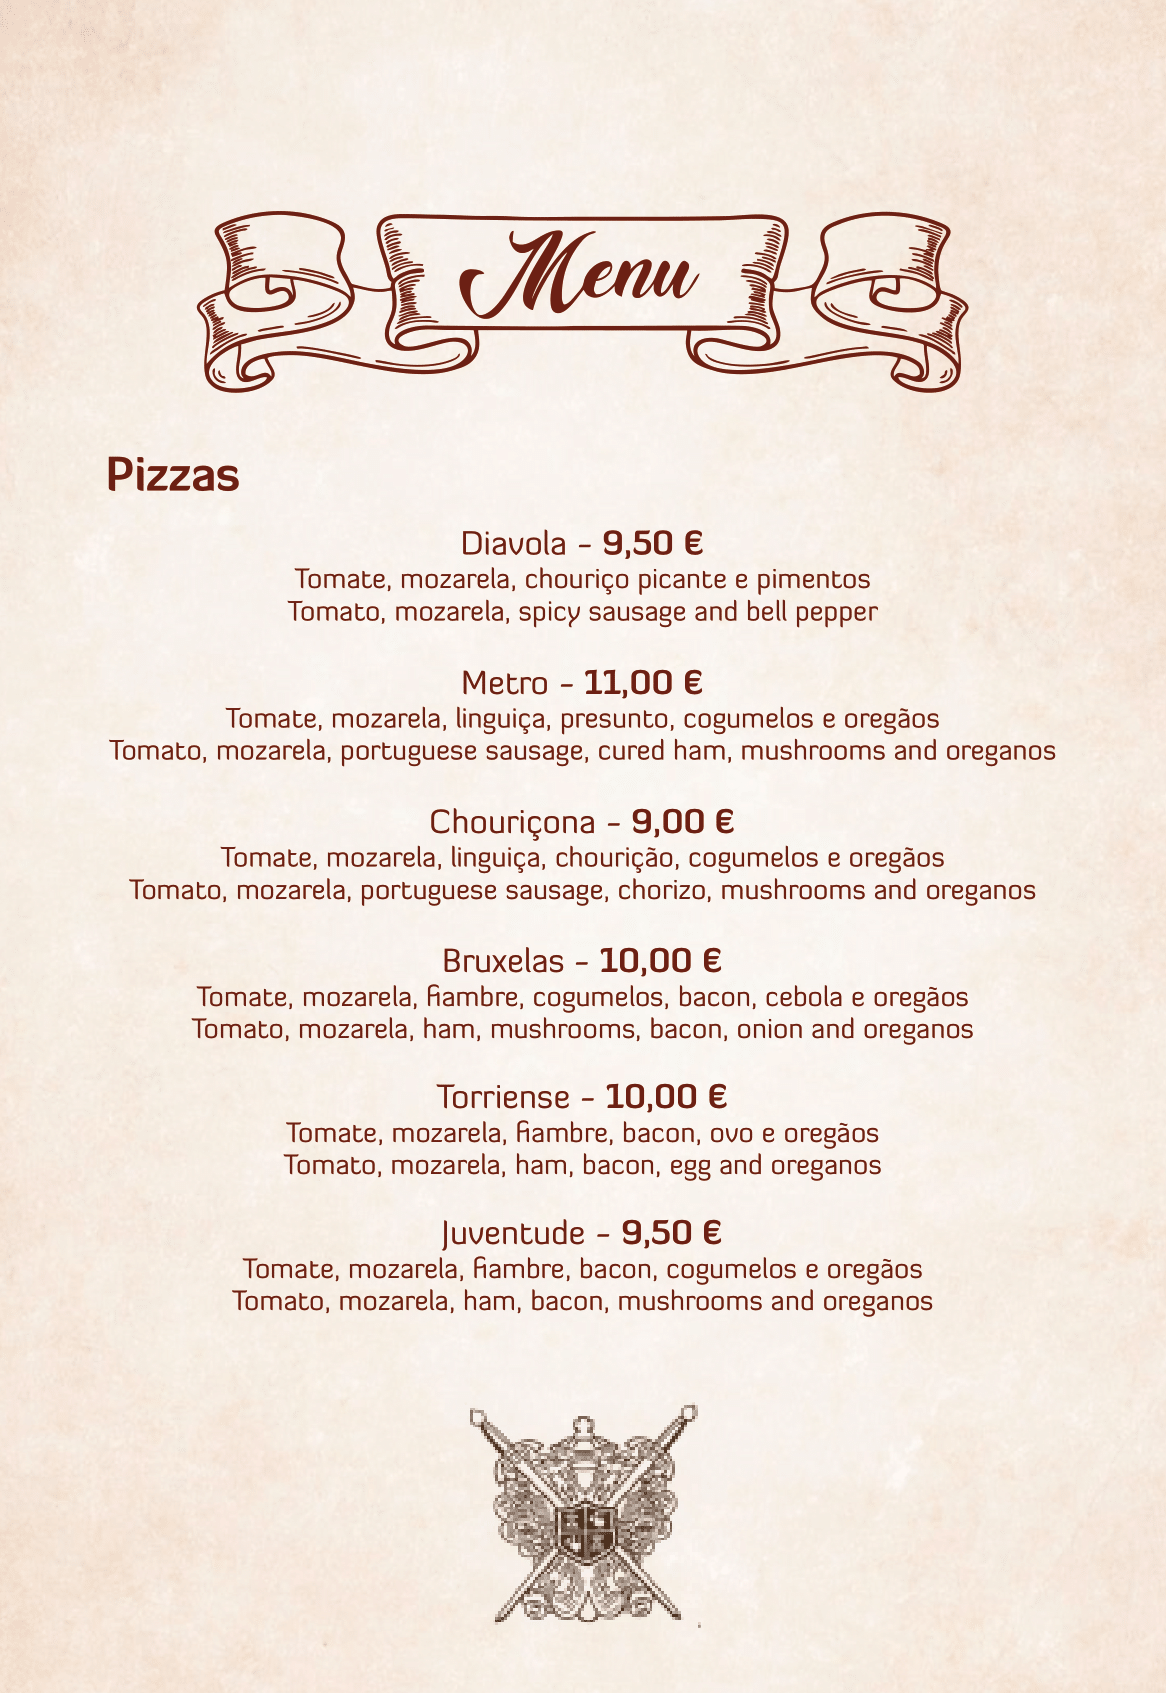 Menu
Pizzas
Diavola - 9,50 €
Tomate, mozarela, chouriço picante e pimentos
Tomato, mozarela, spicy sausage and bell pepper
Metro - 11,00 €
Tomate, mozarela, linguiça, presunto, cogumelos e oregãos
Tomato, mozarela, portuguese sausage, cured ham, mushrooms and oreganos
Chouriçona - 9,00 €
Tomate, mozarela, linguiça, chourição, cogumelos e oregãos
Tomato, mozarela, portuguese sausage, chorizo, mushrooms and oreganos
Bruxelas - 10,00 €
Tomate, mozarela, fiambre, cogumelos, bacon, cebola e oregãos
Tomato, mozarela, ham, mushrooms, bacon, onion and oreganos
Torriense - 10,00 €
Tomate, mozarela, fiambre, bacon, ovo e oregãos
Tomato, mozarela, ham, bacon, egg and oreganos
Juventude - 9,50 €
Tomate, mozarela, fiambre, bacon, cogumelos e oregãos
Tomato, mozarela, ham, bacon, mushrooms and oreganos